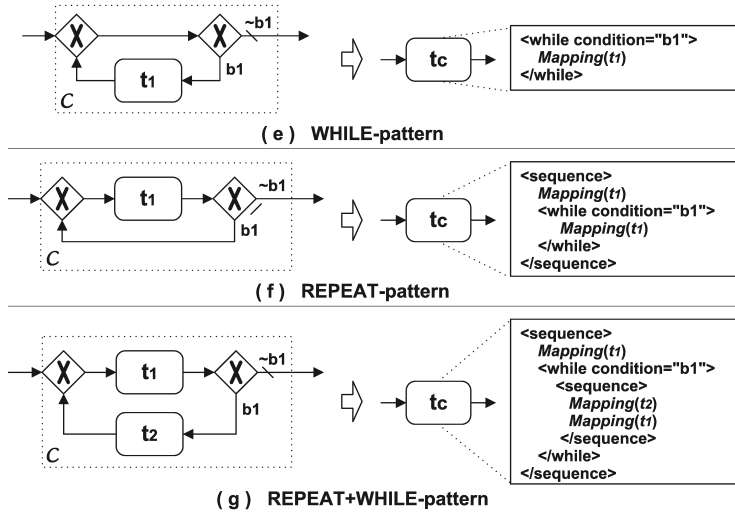 X
X
~b1
t1
b1
C
tc
<while condition="b1">
Mapping(t1)
</while>
( e ) WHILE-pattern
X
t1
X
~b1
b1
C
tc
<sequence>
Mapping(t1)
<while condition="b1">
Mapping(t1)
</while>
</sequence>
( f ) REPEAT-pattern
X
t1
X
~b1
t2
b1
C
tc
<sequence>
Mapping(t1)
<while condition="b1">
<sequence>
Mapping(t2)
Mapping(t1)
</sequence>
</while>
</sequence>
( g ) REPEAT+WHILE-pattern